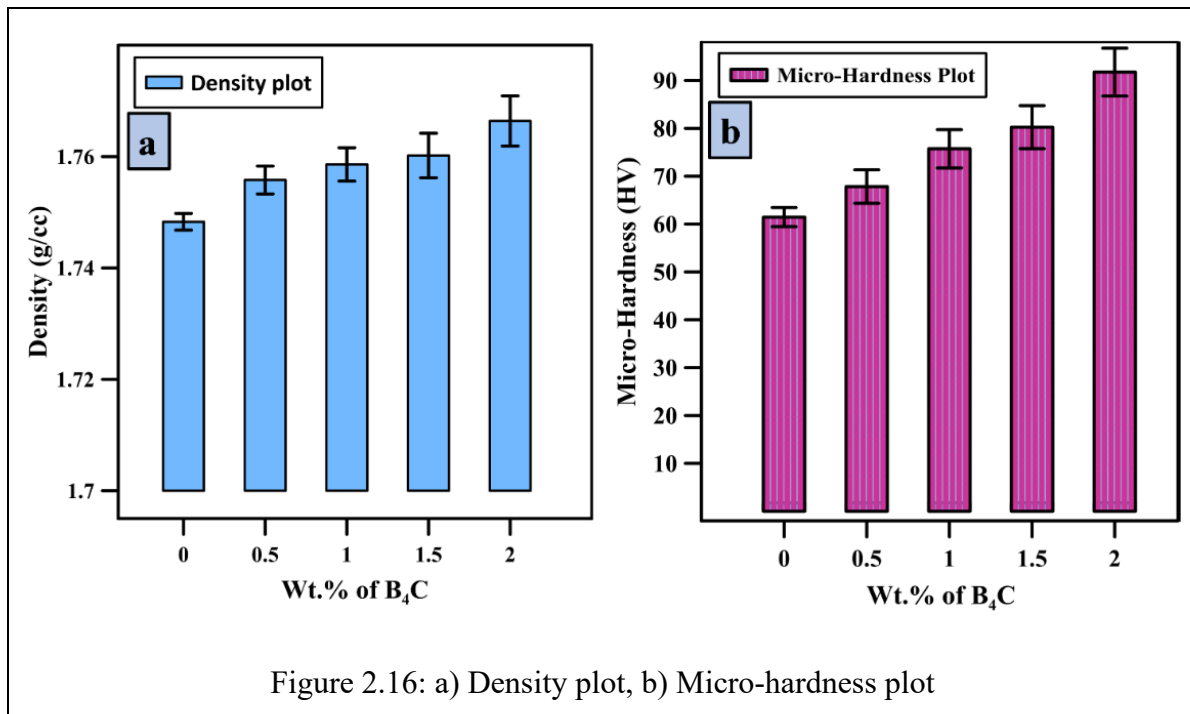 Density plot
a
1.76
1.74
1.72
1.7
Density (g/cc)
0 0.5 1 1.5 2
Wt.% of B₄C
Micro-Hardness Plot
b
90
80
70
60
50
40
30
20
10
Micro-Hardness (HV)
0 0.5 1 1.5 2
Wt.% of B₄C
Figure 2.16: a) Density plot, b) Micro-hardness plot